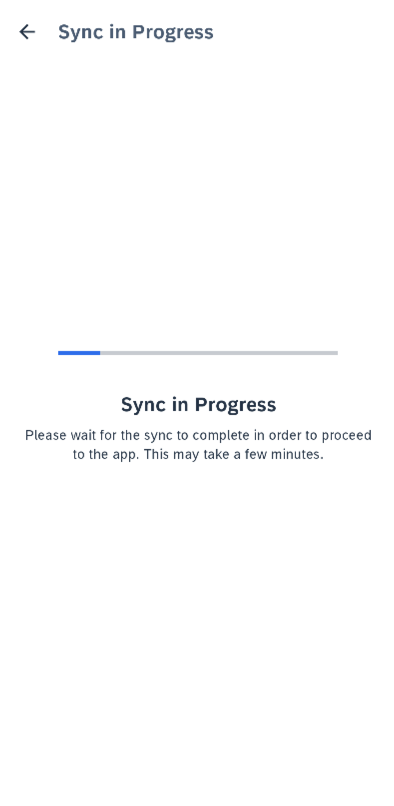 Sync in Progress
Sync in Progress
Please wait for the sync to complete in order to proceed
to the app. This may take a few minutes.